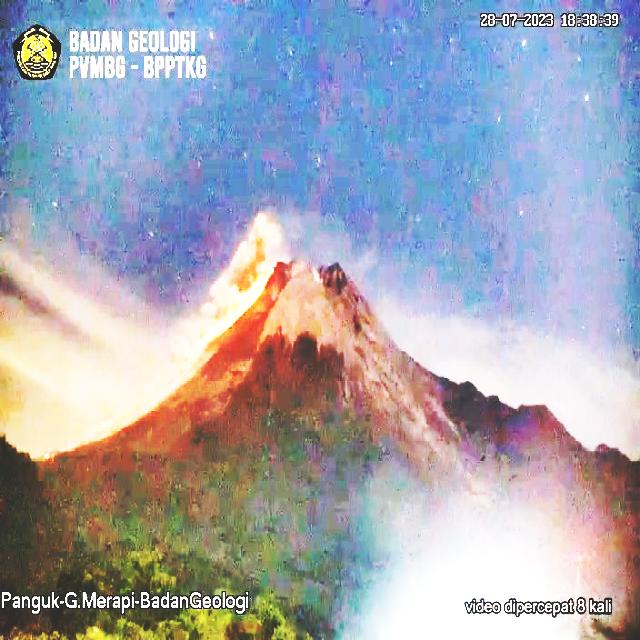 28-07-2023 18:38:39
BADAN GEOLOGI
PVMBG - BPPTKG
Panguk-G.Merapi-BadanGeologi
video dipercepat 8 kali